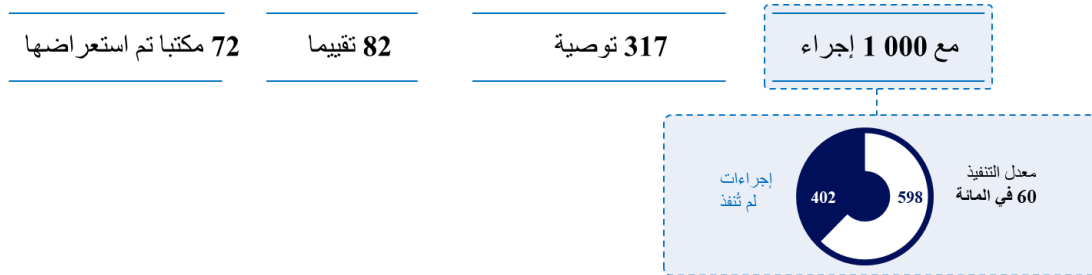 مع 000 1 إجراء
317 توصية
82 تقييما
72 مكتبا تم استعراضها
معدل التنفيذ
60 في المائة
598
402
إجراءات
لم تُنفذ